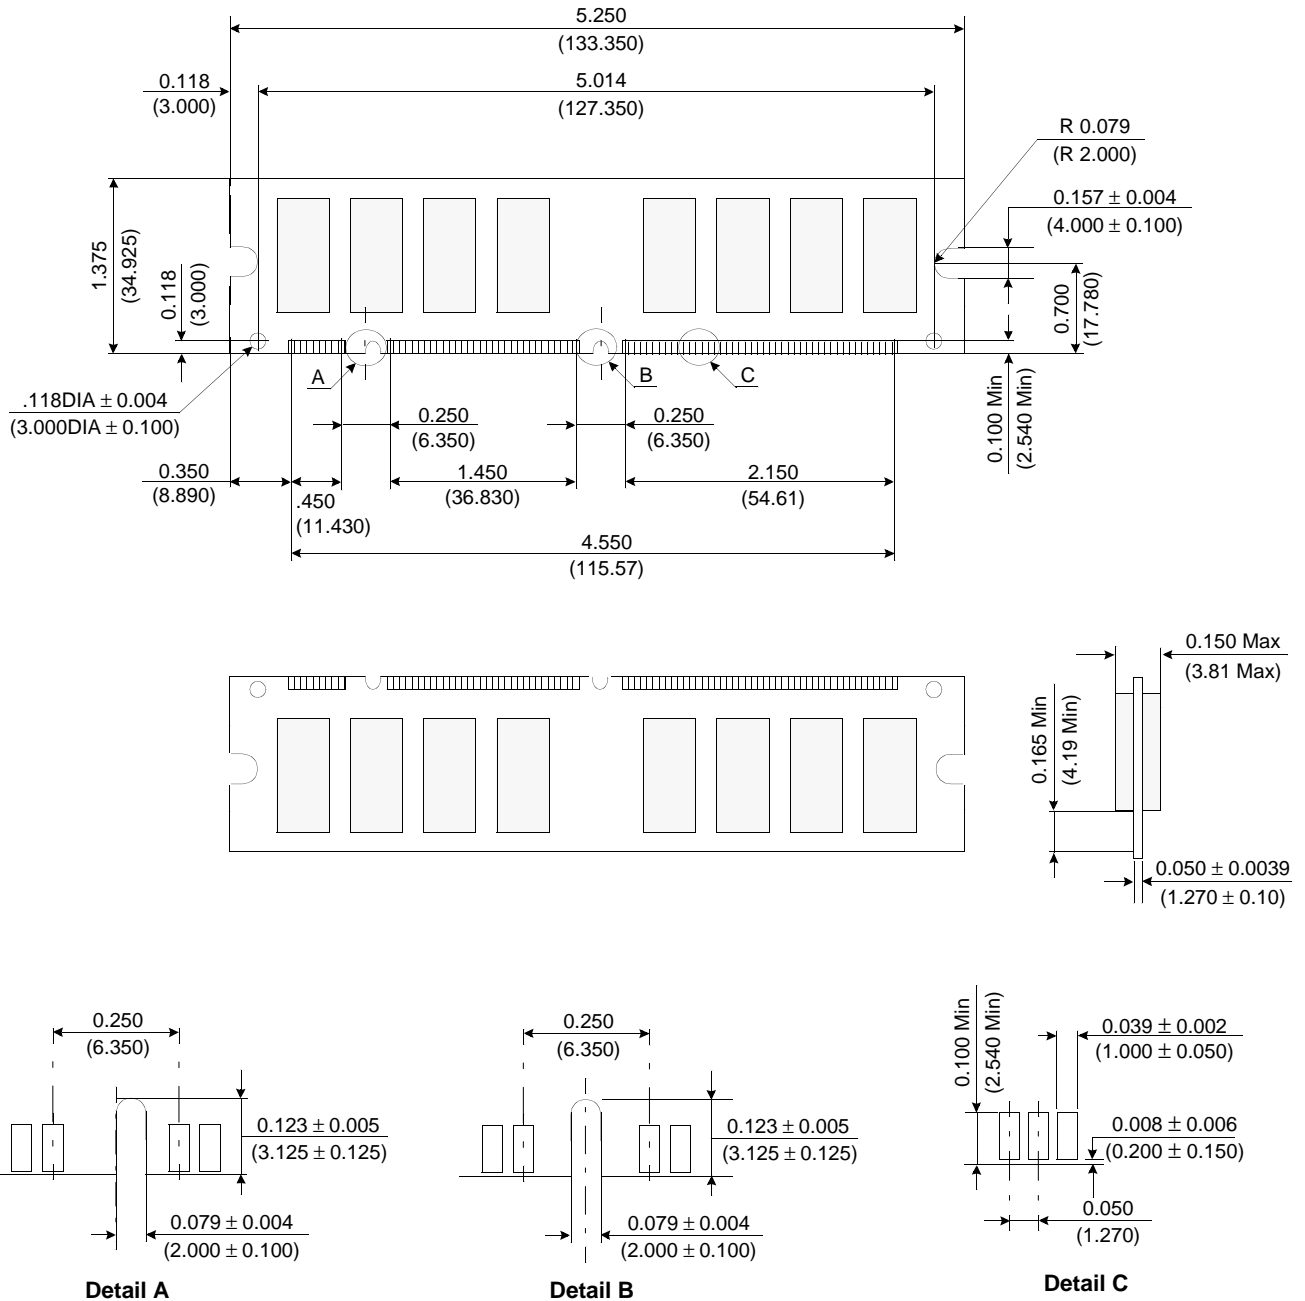 5.250
(133.350)
0.118
(3.000)
5.014
(127.350)
R 0.079
(R 2.000)
0.157 ± 0.004
(4.000 ± 0.100)
1.375
(34.925)
0.118
(3.000)
0.700
(17.780)
A
B
C
.118DIA ± 0.004
(3.000DIA ± 0.100)
0.250
(6.350)
0.250
(6.350)
0.100 Min
(2.540 Min)
0.350
(8.890)
.450
(11.430)
1.450
(36.830)
2.150
(54.61)
4.550
(115.57)
0.150 Max
(3.81 Max)
0.165 Min
(4.19 Min)
0.050 ± 0.0039
(1.270 ± 0.10)
0.250
(6.350)
0.123 ± 0.005
(3.125 ± 0.125)
0.079 ± 0.004
(2.000 ± 0.100)
Detail A
0.250
(6.350)
0.123 ± 0.005
(3.125 ± 0.125)
0.079 ± 0.004
(2.000 ± 0.100)
Detail B
0.100 Min
(2.540 Min)
0.039 ± 0.002
(1.000 ± 0.050)
0.008 ± 0.006
(0.200 ± 0.150)
0.050
(1.270)
Detail C